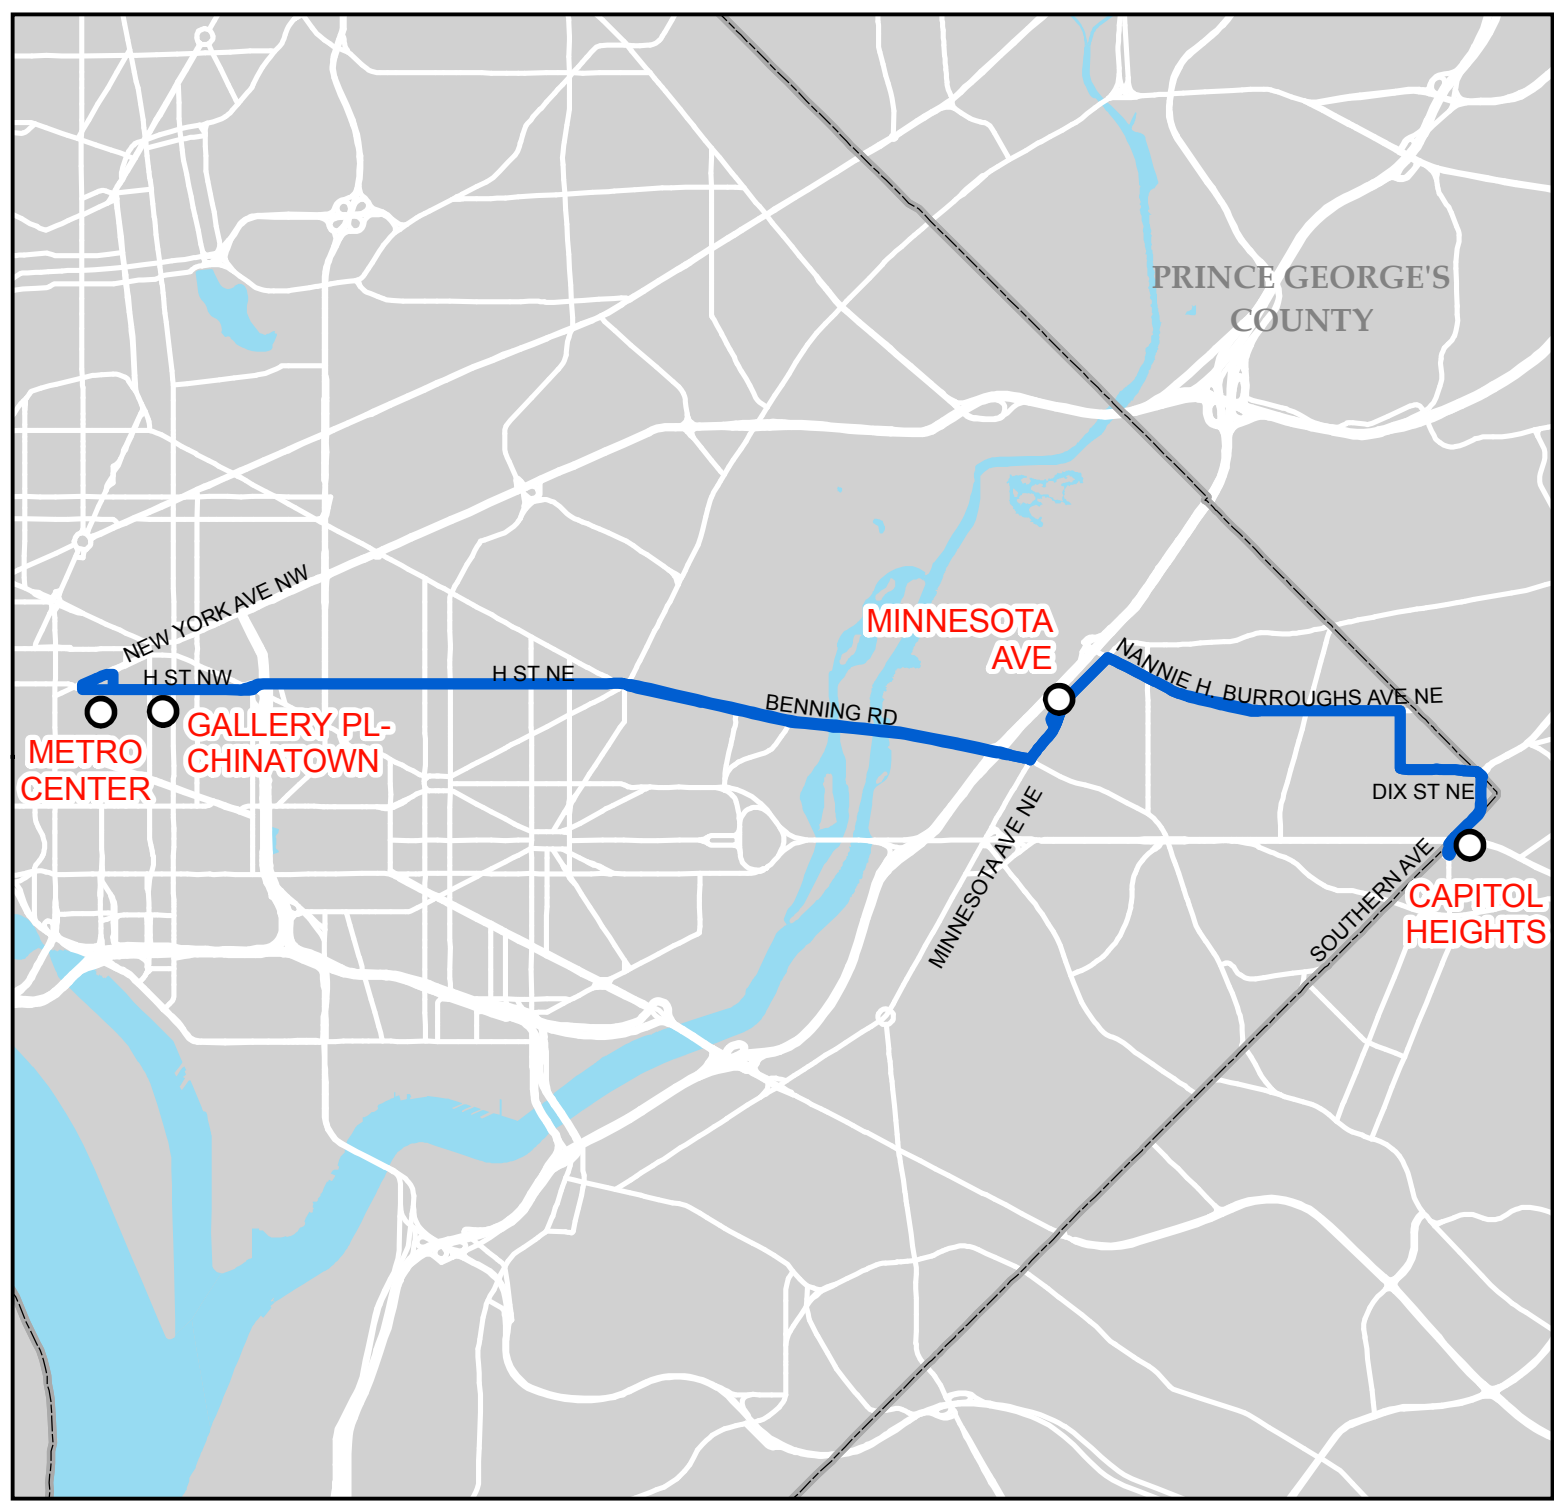 PRINCE GEORGE'S
COUNTY
NEW YORK AVE NW
MINNESOTA
AVE
NANNIE H. BURROUGHS AVE NE
H ST NW
H ST NE
BENNING RD
GALLERY PL-
CHINATOWN
METRO
CENTER
DIX ST NE
MINNESOTA AVE NE
SOUTHERN AVE
CAPITOL
HEIGHTS